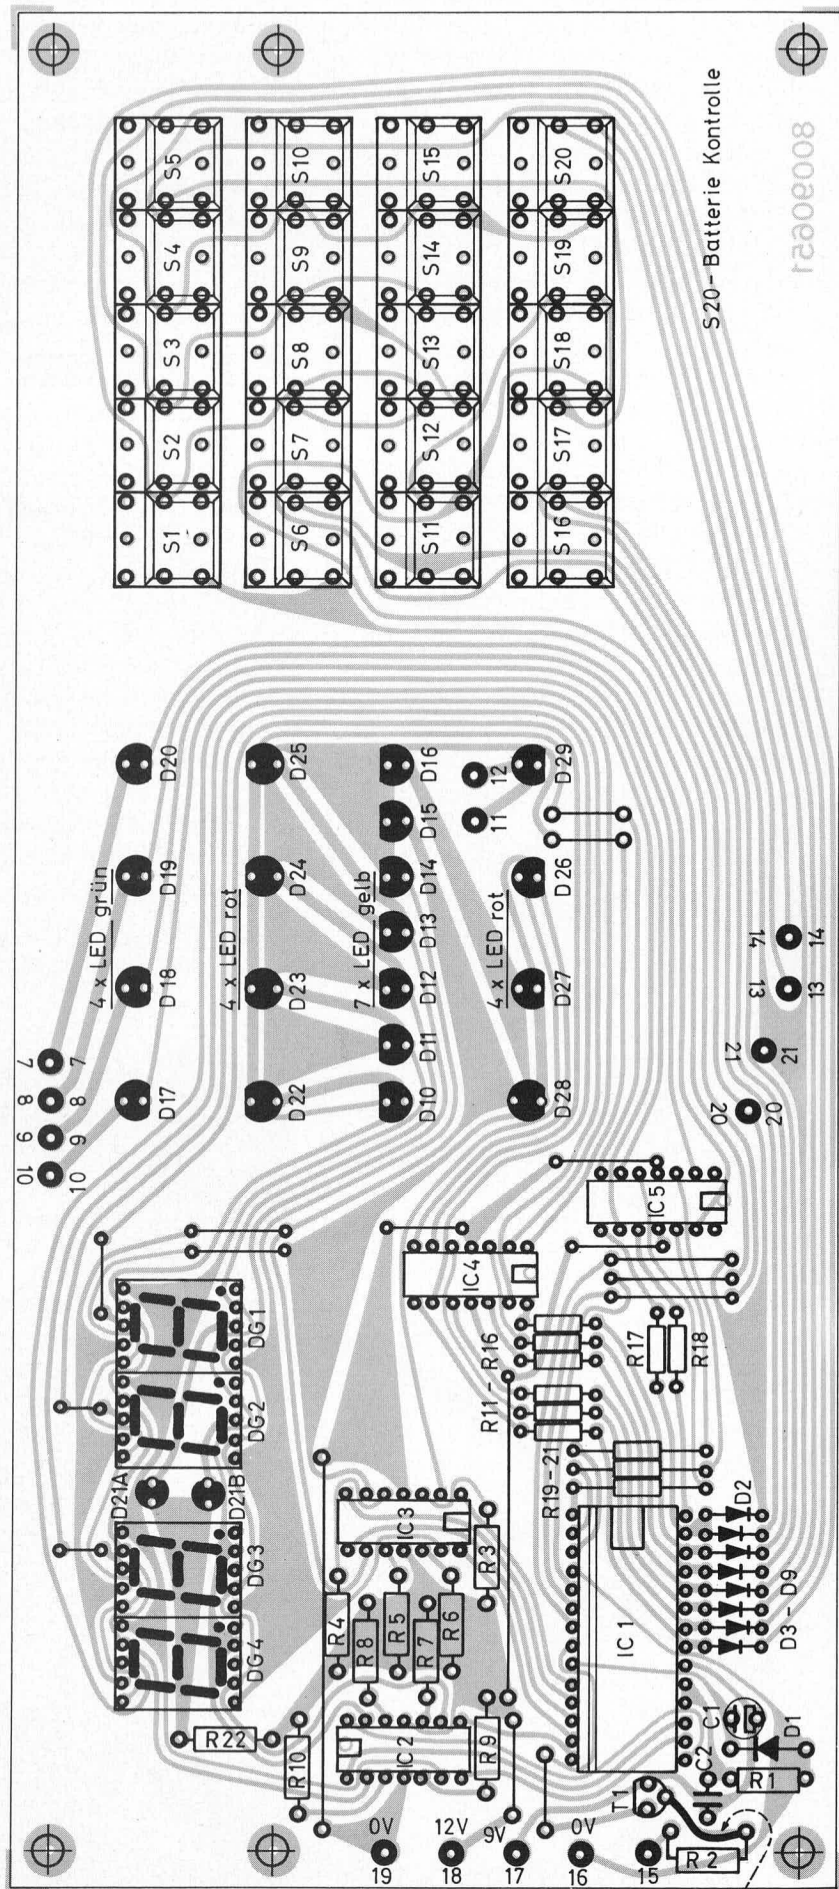 S5 S10 S15 S20
S4 S9 S14 S19
S3 S8 S13 S18
S2 S7 S12 S17
S1 S6 S11 S16
S20-Batterie Kontrolle
80090651
D20 D25 D16 D29
12
D15
11
D19 D24 D14 D26
4 x LED grün
4 x LED rot
7 x LED gelb
4 x LED rot
D13
D18 D23 D12 D27
D11
D17 D22 D10 D28
14 14
13 13
21 21
20 20
7 7
8 8
9 9
10 10
IC5
IC4
DG1
DG2
R11-R16
R17
R18
D21A D21B
R19-21
IC3
R3
D2
DG3
DG4
R4
R8
R5
R7
R6
IC1
D3-D9
R22
R10
IC2
R9
C1
D1
C2
R1
T1
R2
0V
19
12V
18
9V
17
0V
16
15